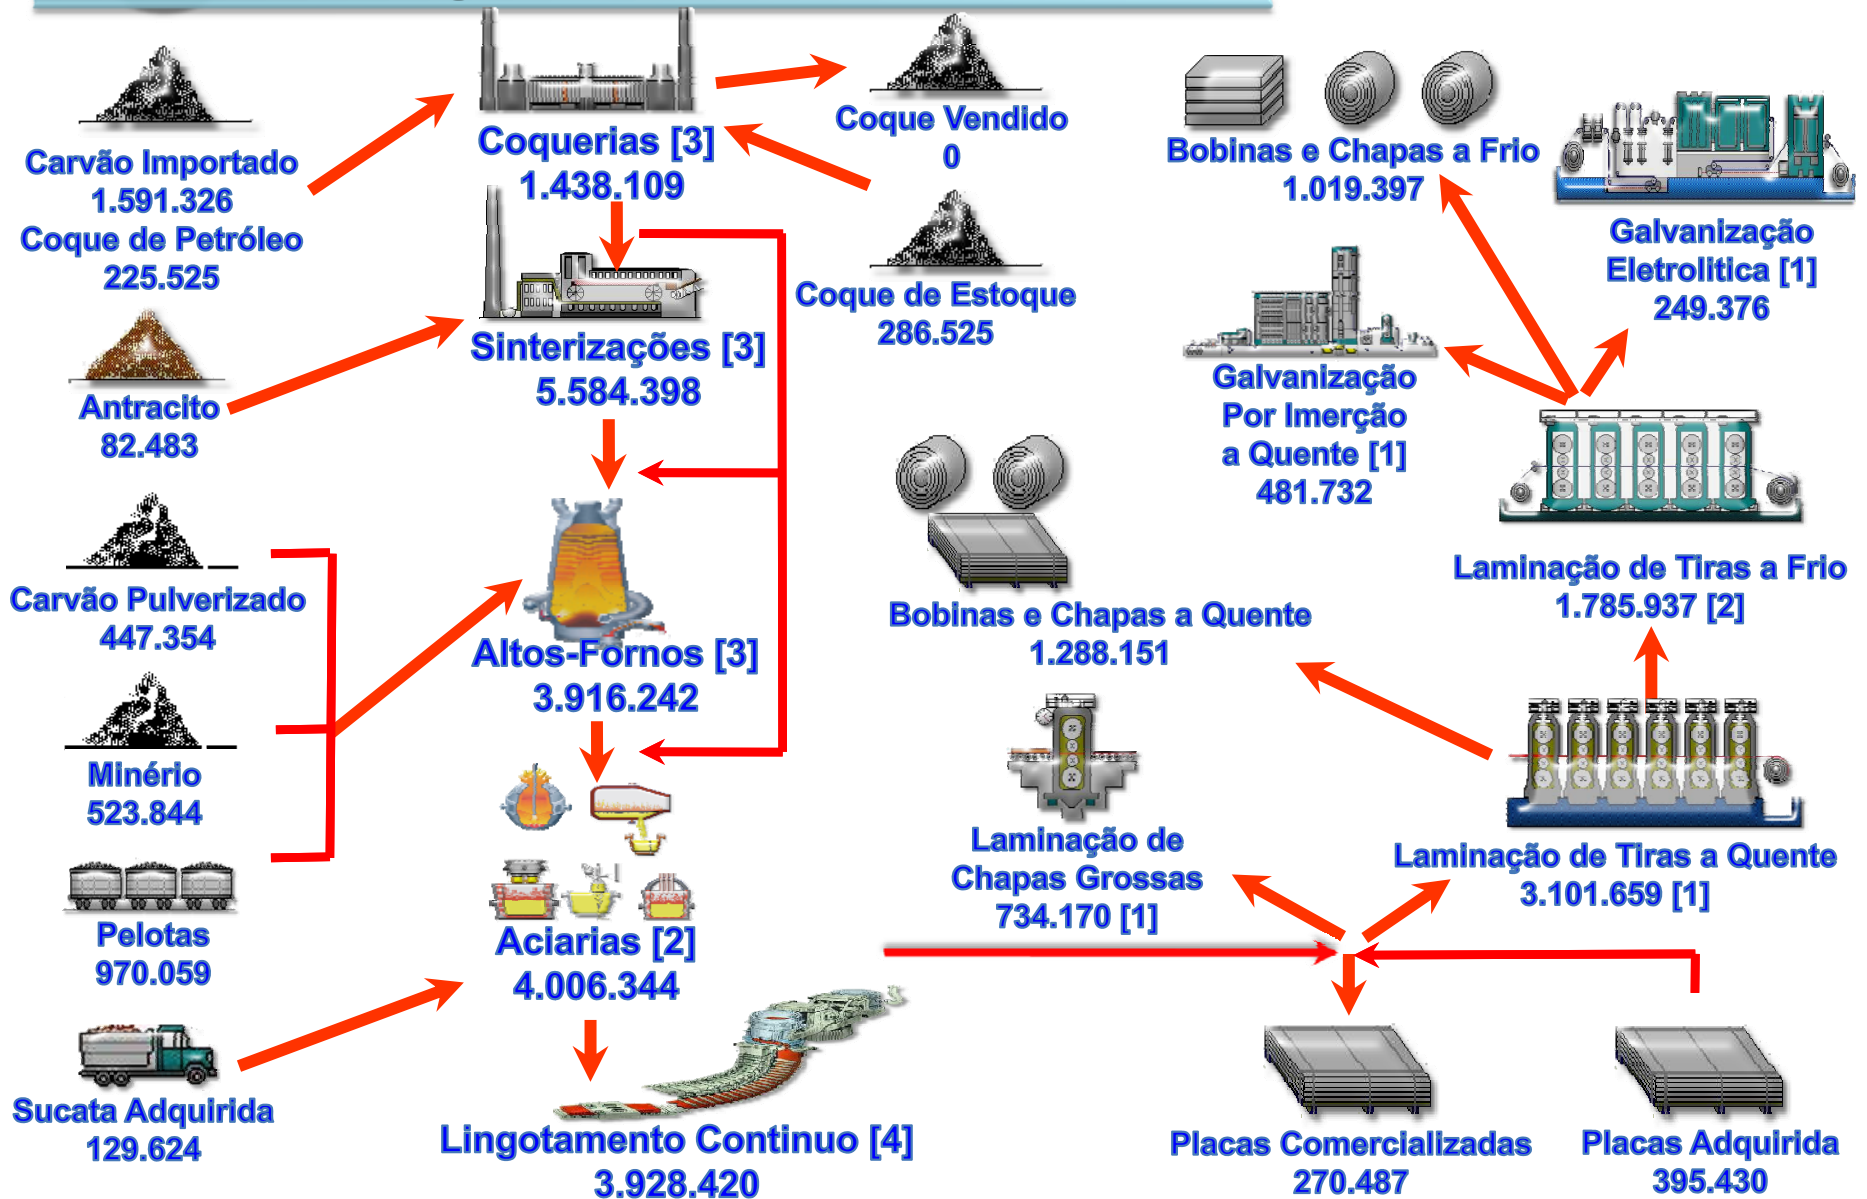 Carvão Importado
1.591.326
Coque de Petróleo
225.525
Antracito
82.483
Carvão Pulverizado
447.354
Minério
523.844
Pelotas
970.059
Sucata Adquirida
129.624
Coquerias [3]
1.438.109
Sinterizações [3]
5.584.398
Altos-Fornos [3]
3.916.242
Aciarias [2]
4.006.344
Lingotamento Continuo [4]
3.928.420
Coque Vendido
0
Coque de Estoque
286.525
Bobinas e Chapas a Quente
1.288.151
Laminação de
Chapas Grossas
734.170 [1]
Bobinas e Chapas a Frio
1.019.397
Galvanização
Por Imerção
a Quente [1]
481.732
Galvanização
Eletrolitica [1]
249.376
Laminação de Tiras a Frio
1.785.937 [2]
Laminação de Tiras a Quente
3.101.659 [1]
Placas Comercializadas
270.487
Placas Adquirida
395.430